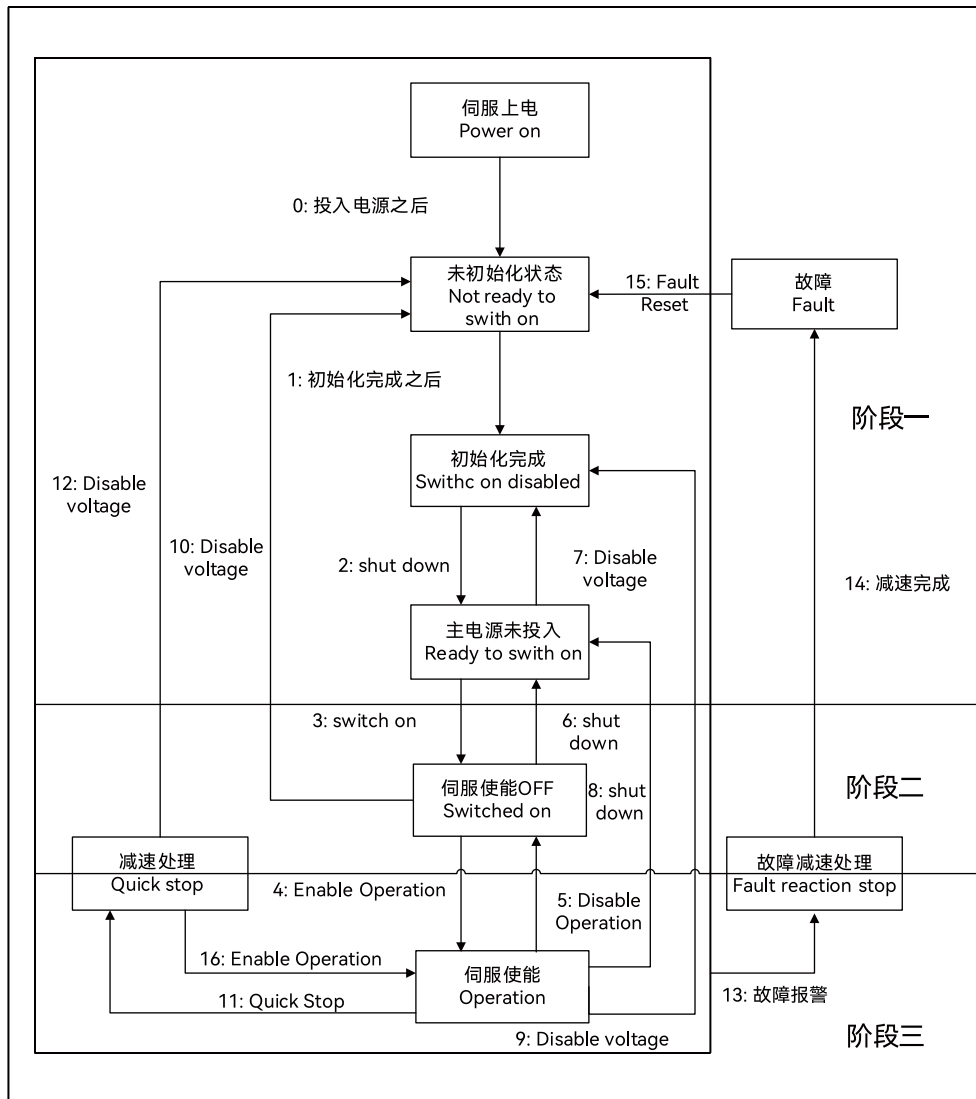 伺服上电
Power on
0: 投入电源之后
未初始化状态
Not ready to
swith on
15: Fault
Reset
故障
Fault
1: 初始化完成之后
阶段一
初始化完成
Swithc on disabled
12: Disable
voltage
10: Disable
voltage
2: shut down
7: Disable
voltage
14: 减速完成
主电源未投入
Ready to swith on
3: switch on
6: shut
down
伺服使能OFF
Switched on
8: shut
down
阶段二
减速处理
Quick stop
4: Enable Operation
5: Disable
Operation
故障减速处理
Fault reaction stop
16: Enable Operation
伺服使能
Operation
11: Quick Stop
13: 故障报警
9: Disable voltage
阶段三